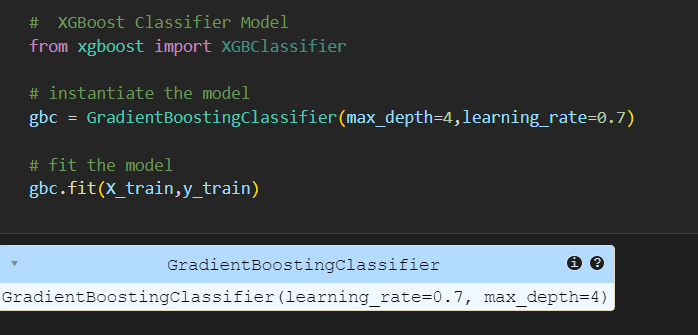 #  XGBoost Classifier Model
from xgboost import XGBClassifier
# instantiate the model
gbc = GradientBoostingClassifier(max_depth=4,learning_rate=0.7)
# fit the model
gbc.fit(X_train,y_train)
GradientBoostingClassifier
GradientBoostingClassifier(learning_rate=0.7, max_depth=4)